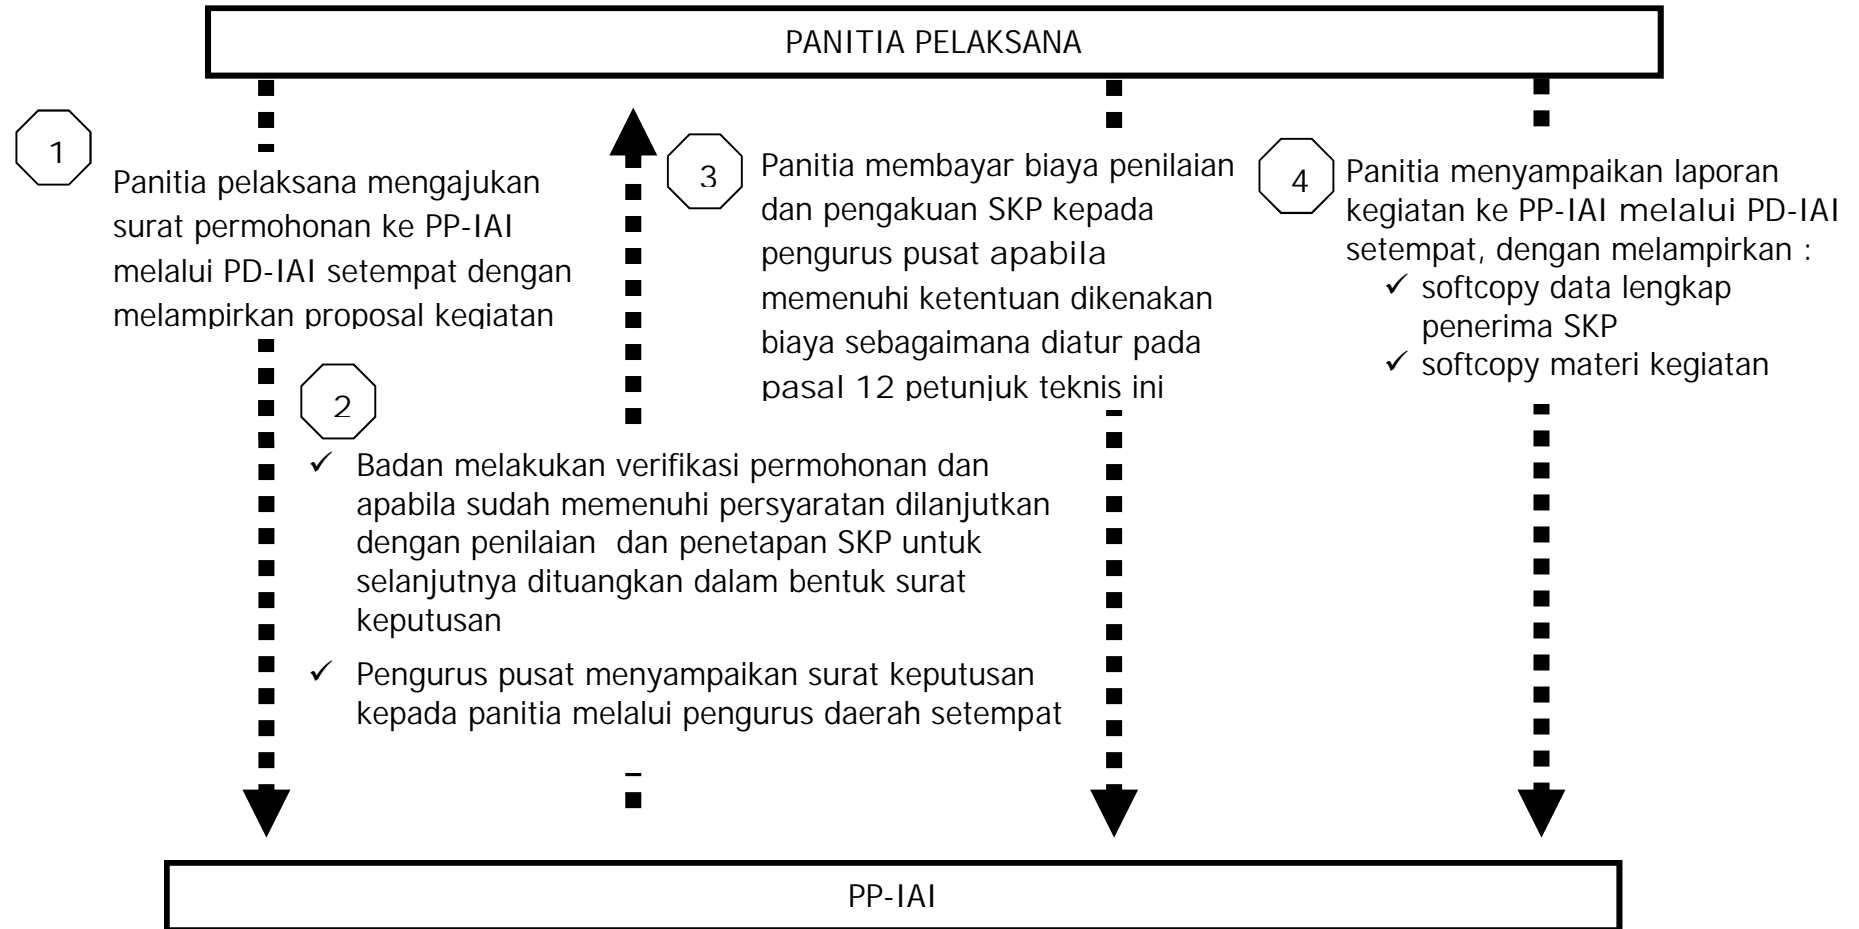 PANITIA PELAKSANA
1
Panitia pelaksana mengajukan
surat permohonan ke PP-IAI
melalui PD-IAI setempat dengan
melampirkan proposal kegiatan
2
✓ Badan melakukan verifikasi permohonan dan
apabila sudah memenuhi persyaratan dilanjutkan
dengan penilaian dan penetapan SKP untuk
selanjutnya dituangkan dalam bentuk surat
keputusan
✓ Pengurus pusat menyampaikan surat keputusan
kepada panitia melalui pengurus daerah setempat
3
Panitia membayar biaya penilaian
dan pengakuan SKP kepada
pengurus pusat apabila
memenuhi ketentuan dikenakan
biaya sebagaimana diatur pada
pasal 12 petunjuk teknis ini
4
Panitia menyampaikan laporan
kegiatan ke PP-IAI melalui PD-IAI
setempat, dengan melampirkan :
✓ softcopy data lengkap
penerima SKP
✓ softcopy materi kegiatan
PP-IAI